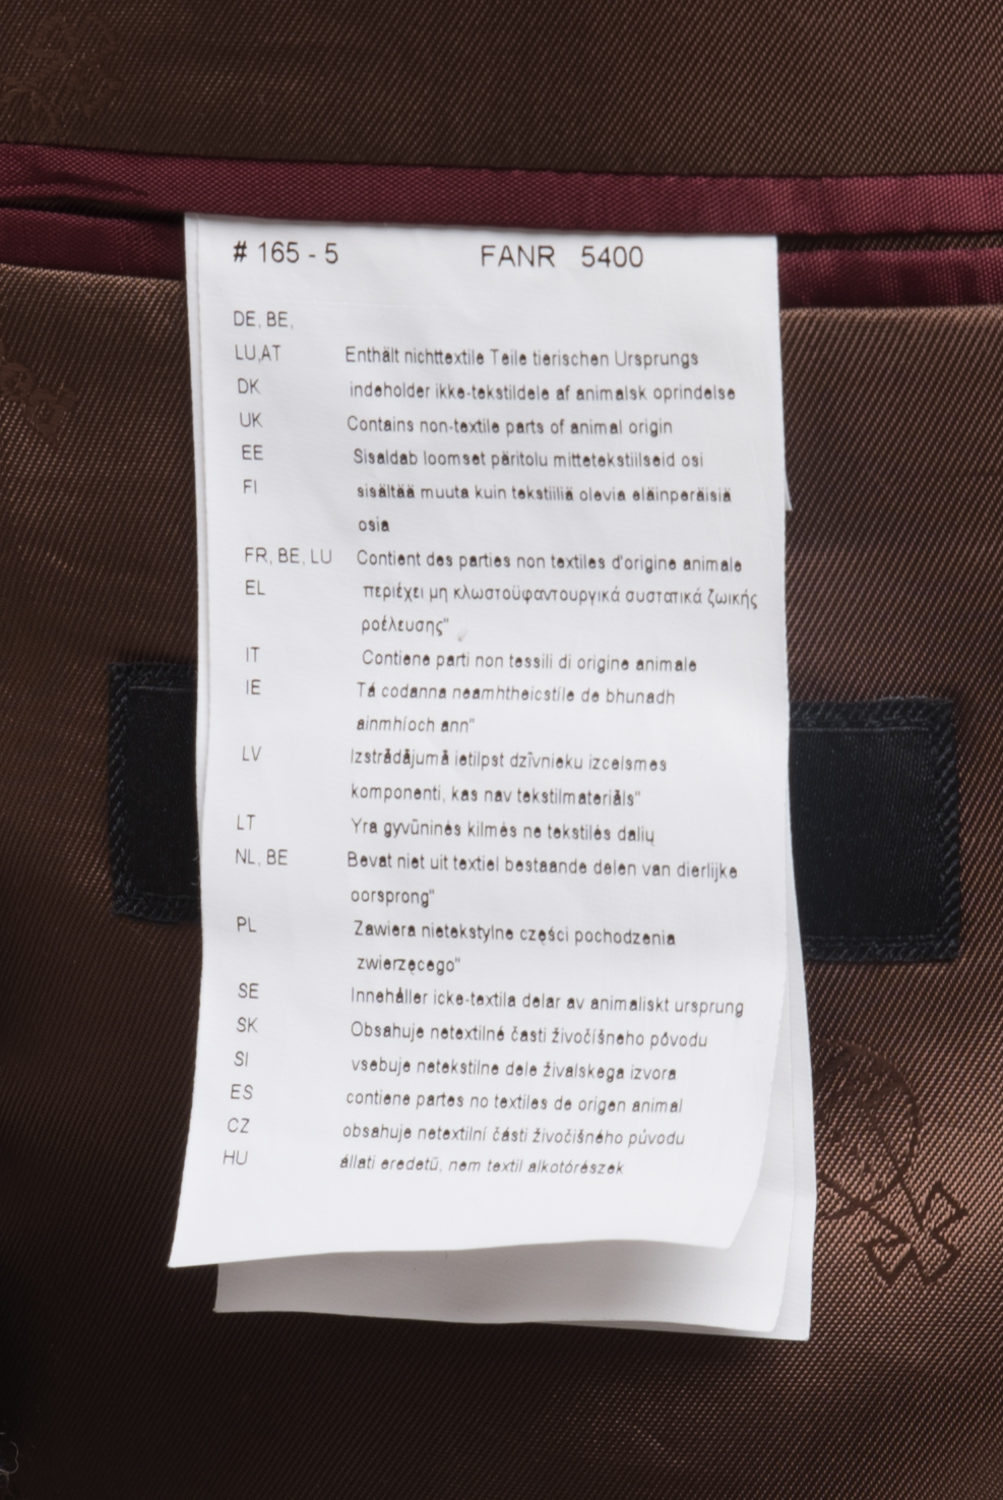 # 165 - 5 FANR 5400
DE, BE,
LU,AT Enthält nichttextile Teile tierischen Ursprungs
DK indeholder ikke-tekstildele af animalsk oprindelse
UK Contains non-textile parts of animal origin
EE Sisaldab loomset päritolu mittetekstiilseid osi
FI sisältää muuta kuin tekstiiliä olevia eläinperäisiä
osia
FR, BE, LU Contient des parties non textiles d'origine animale
EL περιέχει μη κλωστοϋφαντουργικά συστατικά ζωικής
ροέλευσης"
IT Contiene parti non tessili di origine animale
IE Tá codanna neamhtheicstíle de bhunadh
ainmhíoch ann"
LV Izstrādājumā ietilpst dzīvnieku izcelsmes
komponenti, kas nav tekstilmateriāls"
LT Yra gyvūninės kilmės ne tekstilės dalių
NL, BE Bevat niet uit textiel bestaande delen van dierlijke
oorsprong"
PL Zawiera nietekstylne części pochodzenia
zwierzęcego"
SE Innehåller icke-textila delar av animaliskt ursprung
SK Obsahuje netextilné časti živočíšneho pôvodu
SI vsebuje netekstilne dele živalskega izvora
ES contiene partes no textiles de origen animal
CZ obsahuje netextilní části živočišného původu
HU állati eredetű, nem textil alkotórészek